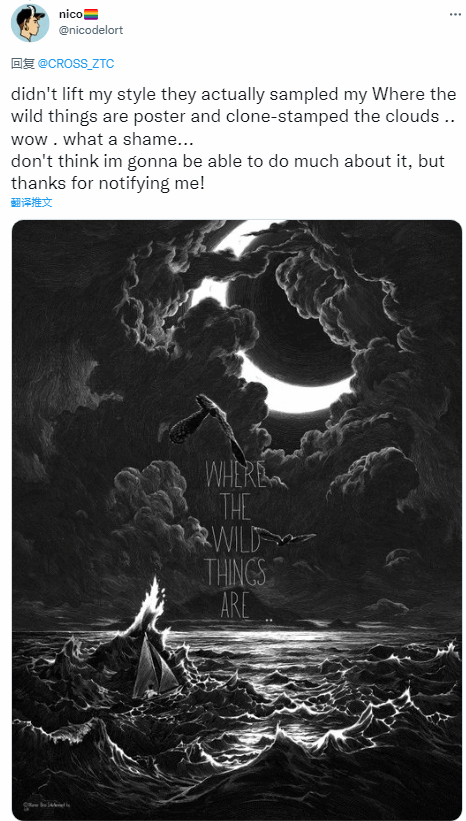 nico🏳️‍🌈
@nicodelort
回复 @CROSS_ZTC
didn't lift my style they actually sampled my Where the
wild things are poster and clone-stamped the clouds ..
wow . what a shame...
don't think im gonna be able to do much about it, but
thanks for notifying me!
翻译推文
WHERE
THE
WILD
THINGS
ARE ..